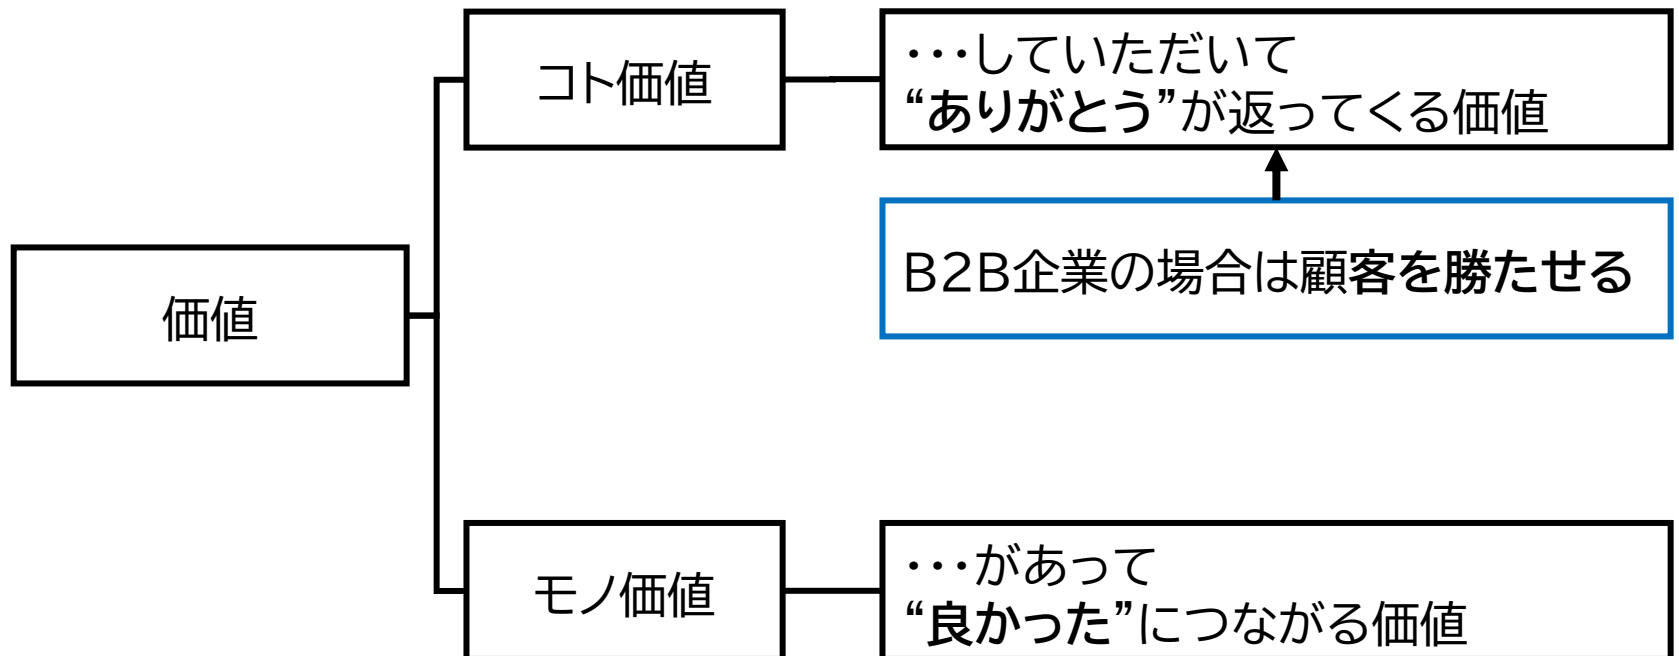 コト価値
・・・していただいて
“ありがとう”が返ってくる価値
B2B企業の場合は顧客を勝たせる
価値
モノ価値
・・・があって
“良かった”につながる価値